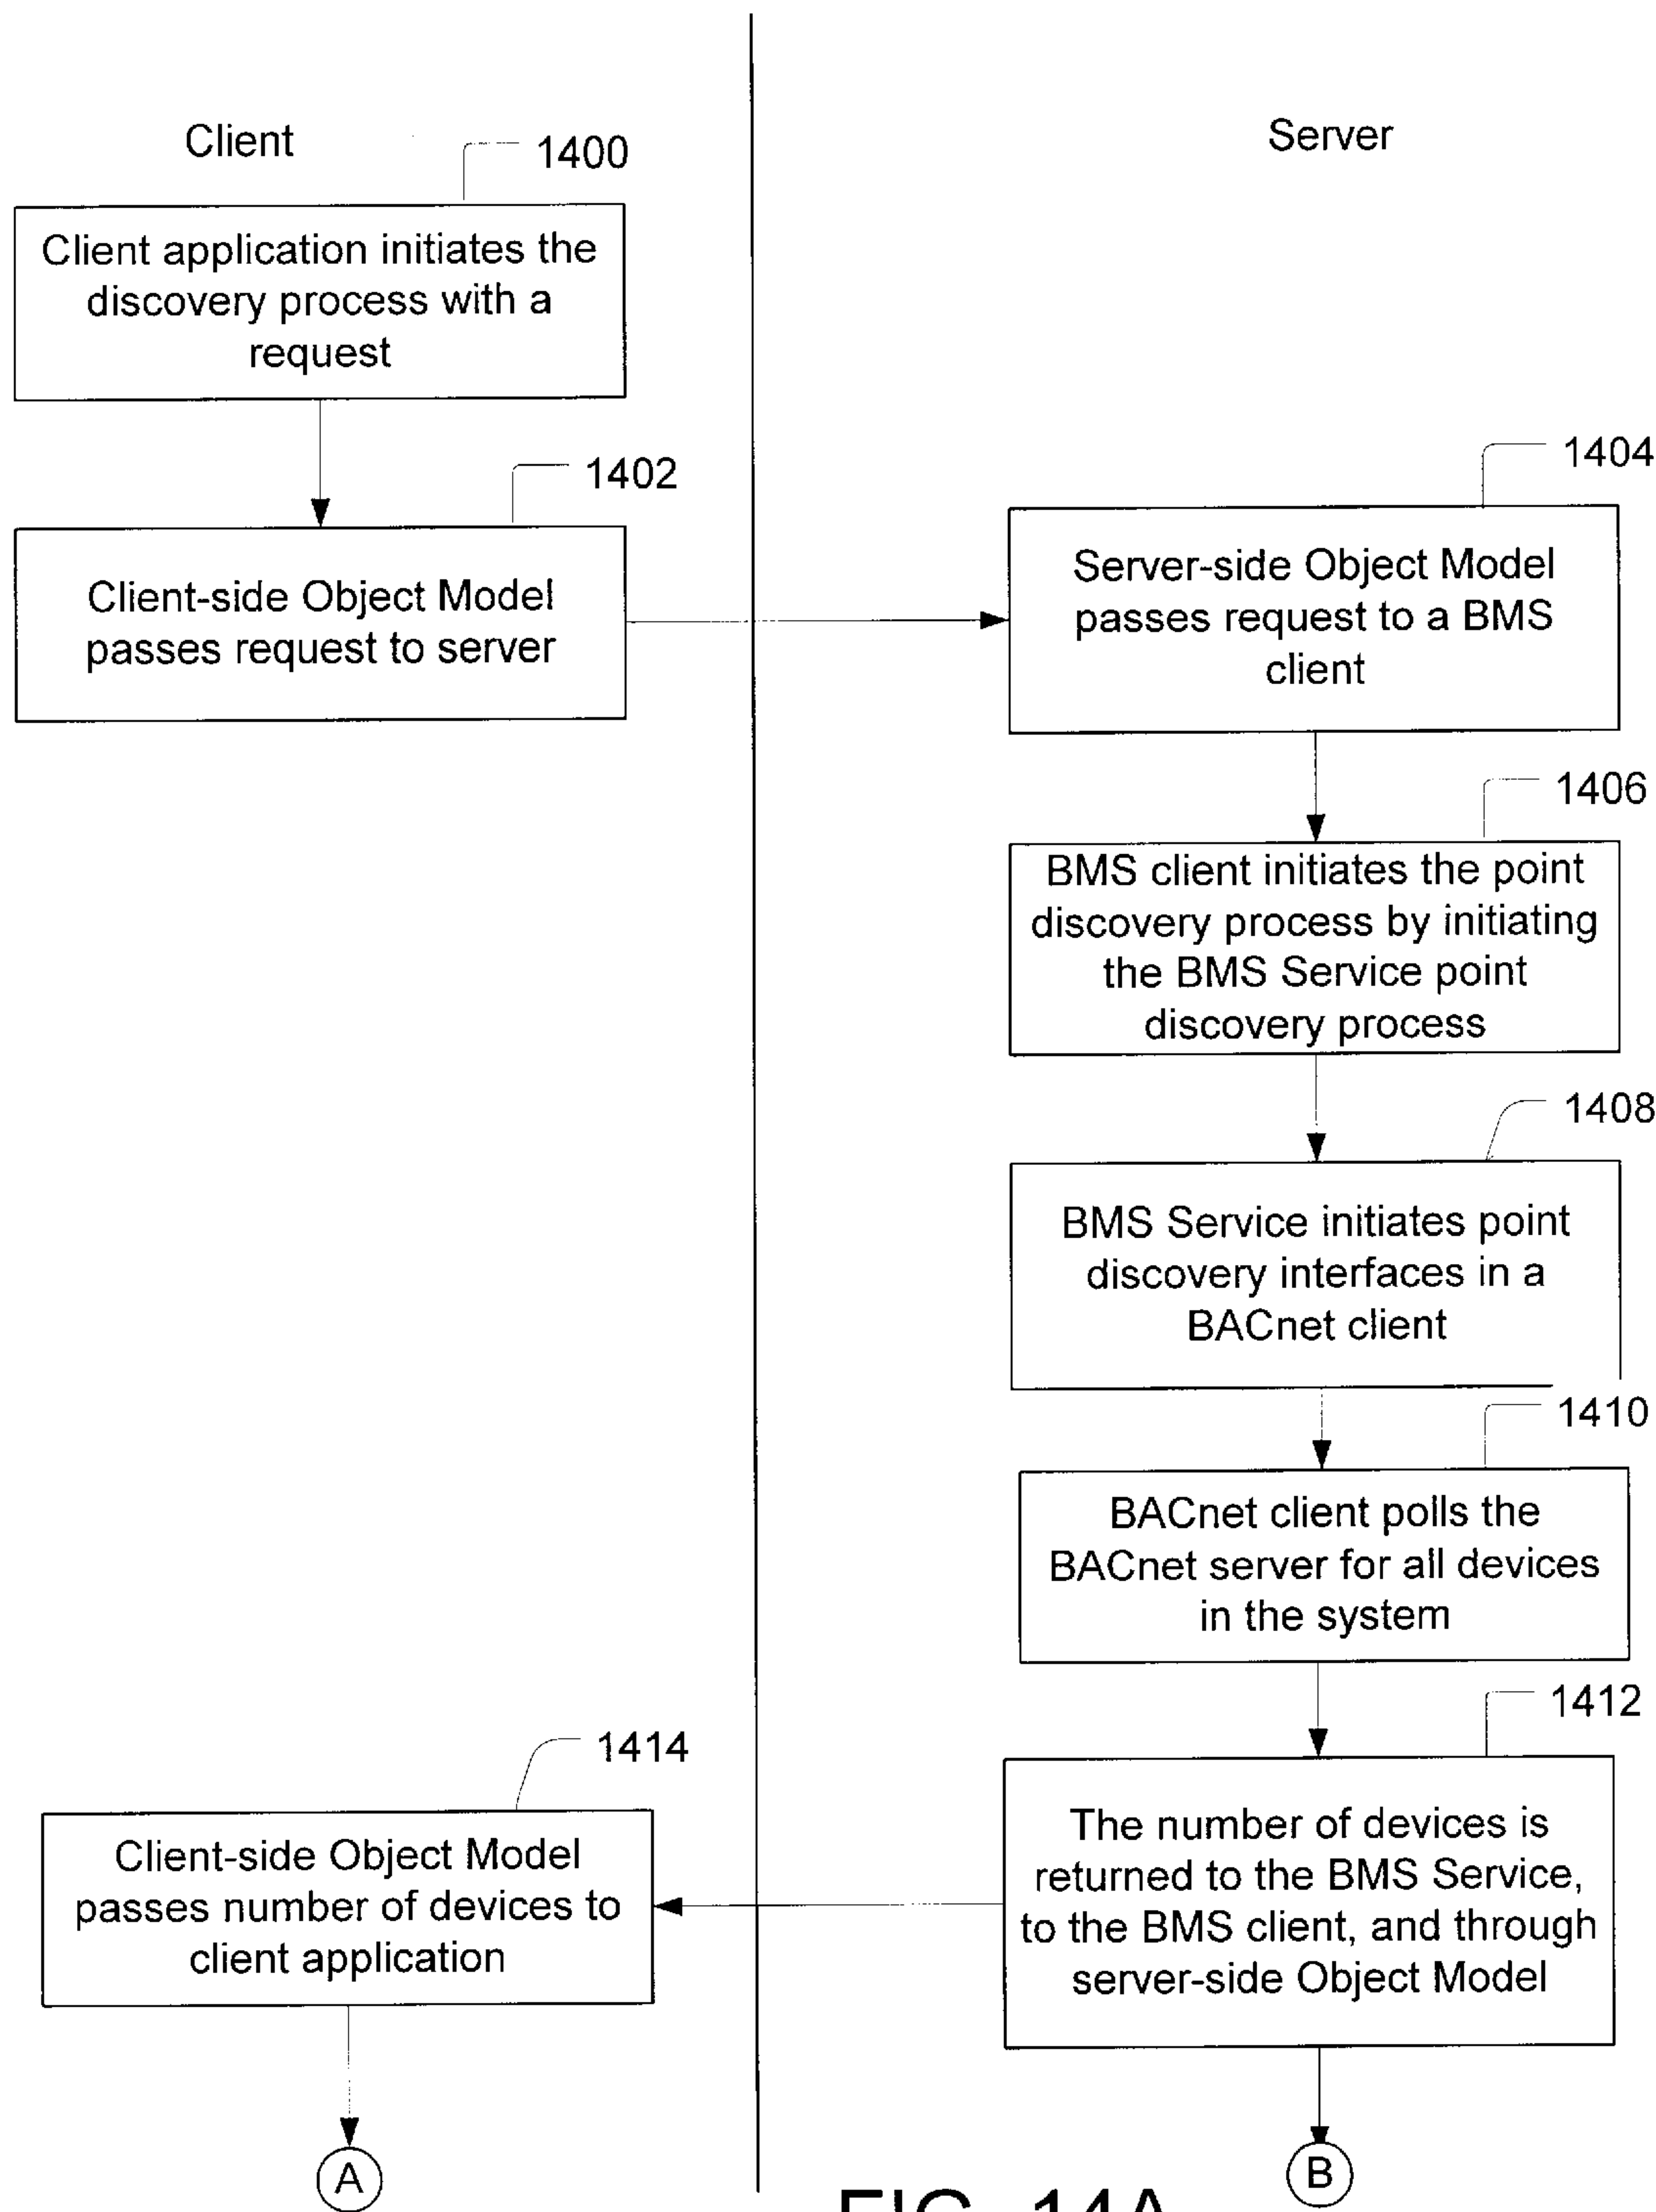 Client
Server
1400
Client application initiates the
discovery process with a
request
1402
Client-side Object Model
passes request to server
1404
Server-side Object Model
passes request to a BMS
client
1406
BMS client initiates the point
discovery process by initiating
the BMS Service point
discovery process
1408
BMS Service initiates point
discovery interfaces in a
BACnet client
1410
BACnet client polls the
BACnet server for all devices
in the system
1412
The number of devices is
returned to the BMS Service,
to the BMS client, and through
server-side Object Model
1414
Client-side Object Model
passes number of devices to
client application
A
B
FIG. 14A